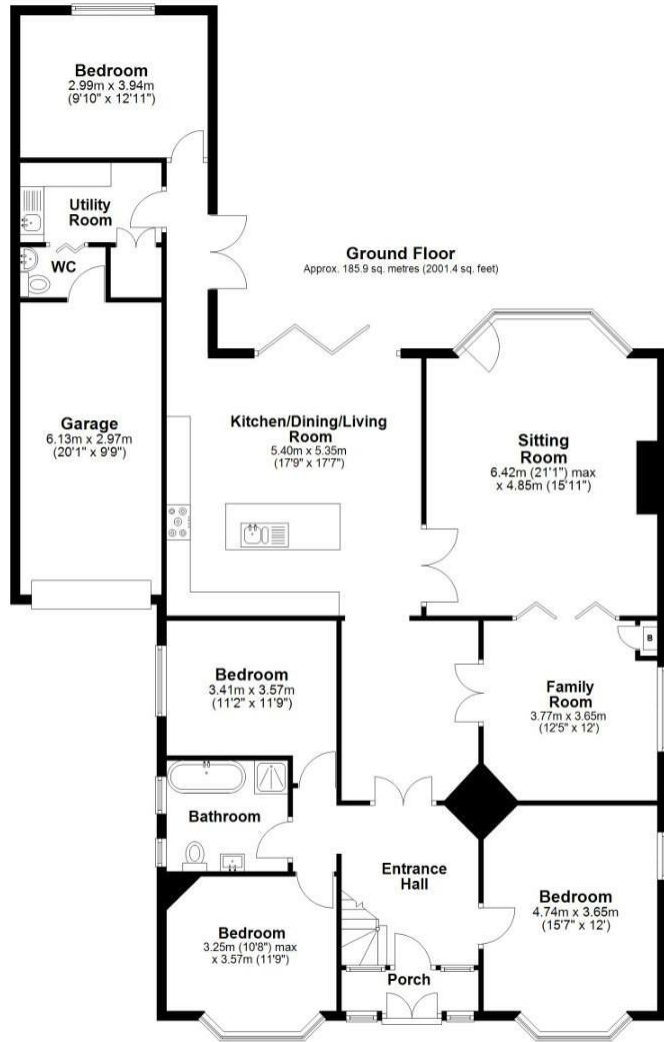 Bedroom
2.99m x 3.94m
(9'10" x 12'11")
Utility
Room
WC
Ground Floor
Approx. 185.9 sq. metres (2001.4 sq. feet)
Garage
6.13m x 2.97m
(20'1" x 9'9")
Kitchen/Dining/Living
Room
5.40m x 5.35m
(17'9" x 17'7")
Sitting
Room
6.42m (21'1") max
x 4.85m (15'11")
B
Bedroom
3.41m x 3.57m
(11'2" x 11'9")
Family
Room
3.77m x 3.65m
(12'5" x 12')
Bathroom
Entrance
Hall
Bedroom
4.74m x 3.65m
(15'7" x 12')
Bedroom
3.25m (10'8") max
x 3.57m (11'9")
Porch